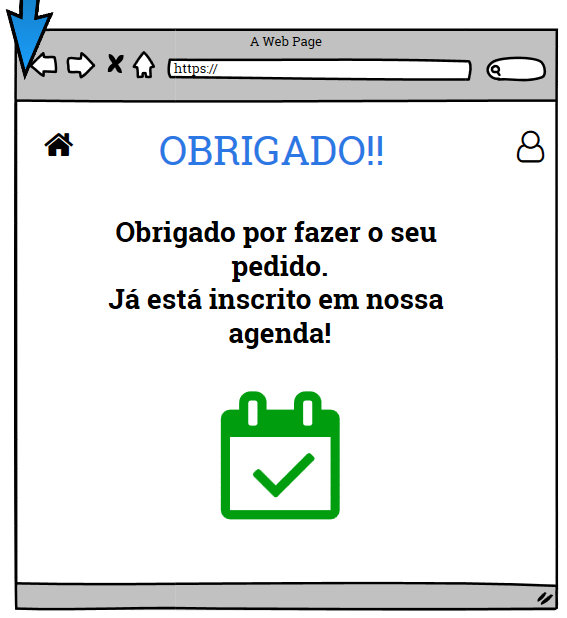 A Web Page
https://
OBRIGADO!!
Obrigado por fazer o seu
pedido.
Já está inscrito em nossa
agenda!